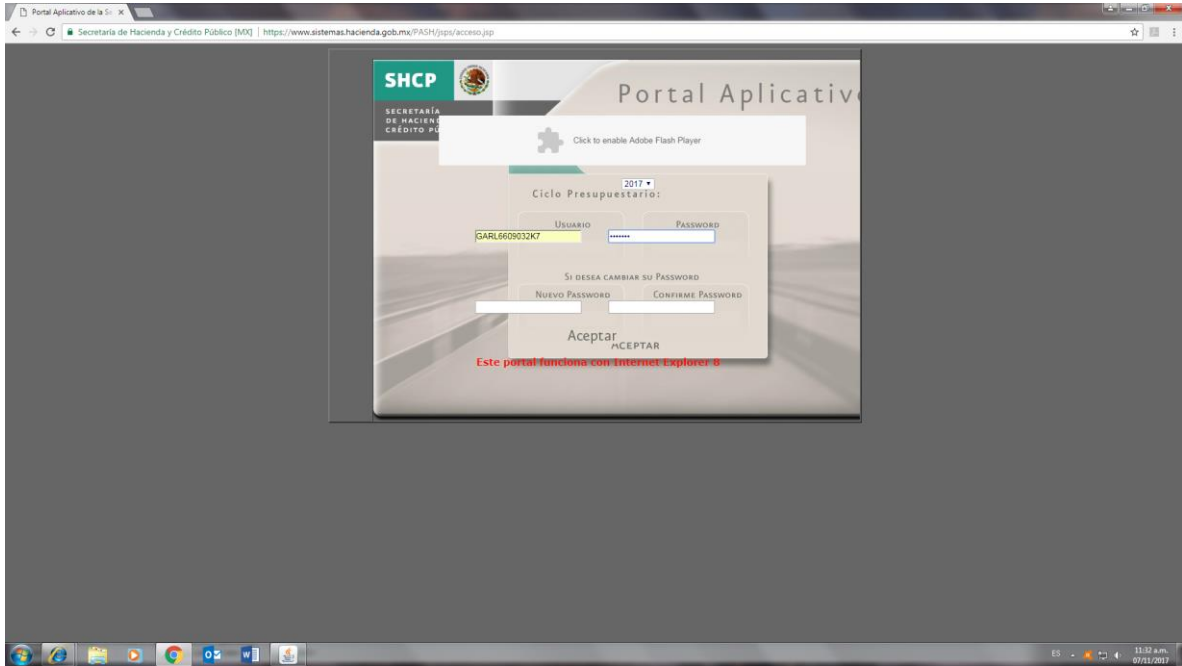 Portal Aplicativo de la Se
Secretaría de Hacienda y Crédito Público [MX] | https://www.sistemas.hacienda.gob.mx/PASH/jsps/acceso.jsp
SHCP
SECRETARÍA
DE HACIEND
CRÉDITO PÚ
Portal Aplicativo
Click to enable Adobe Flash Player
2017
Ciclo Presupuestario:
USUARIO PASSWORD
GARL6609032K7 •••••••
SI DESEA CAMBIAR SU PASSWORD
NUEVO PASSWORD CONFIRME PASSWORD
Aceptar
ACEPTAR
Este portal funciona con Internet Explorer 8
ES
11:32 a.m.
07/11/2017